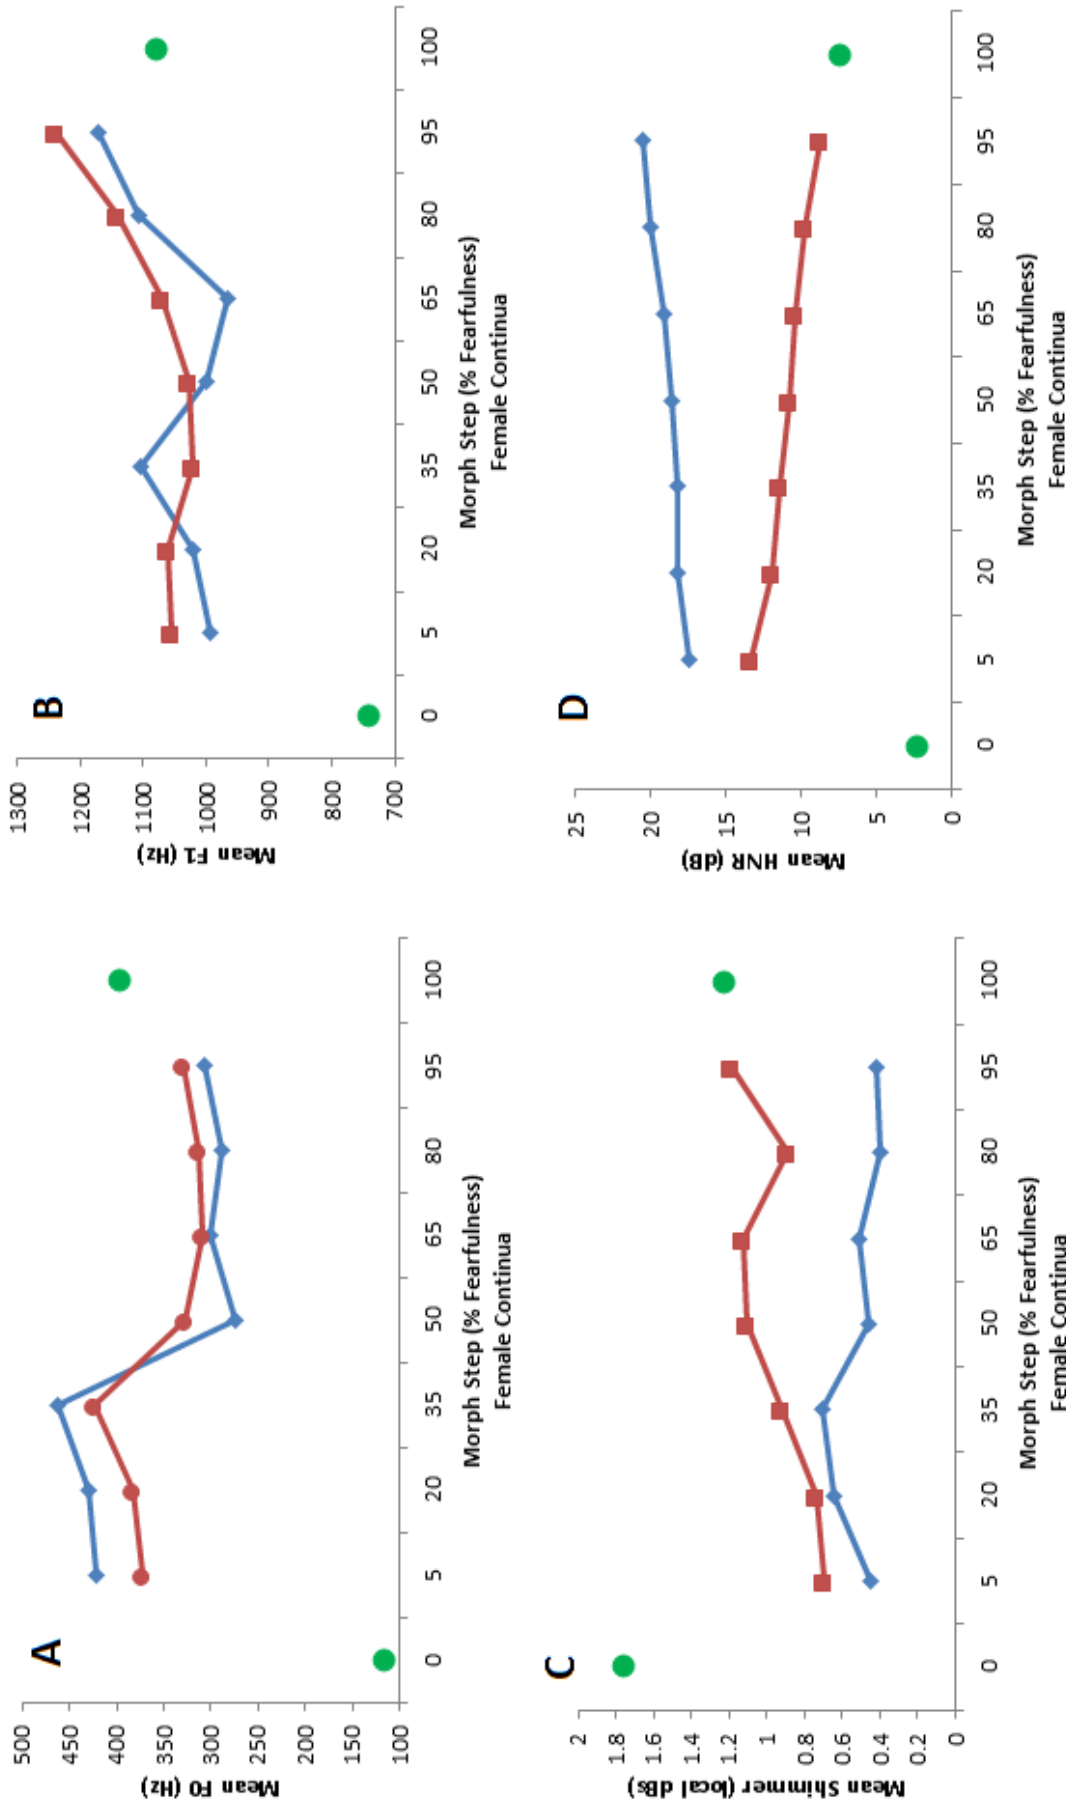 A
500
450
400
350
300
250
200
150
100
Mean F0 (Hz)
0 5 20 35 50 65 80 95 100
Morph Step (% Fearfulness)
Female Continua
B
1300
1200
1100
1000
900
800
700
Mean F1 (Hz)
0 5 20 35 50 65 80 95 100
Morph Step (% Fearfulness)
Female Continua
C
2
1.8
1.6
1.4
1.2
1
0.8
0.6
0.4
0.2
0
Mean Shimmer (local dBs)
0 5 20 35 50 65 80 95 100
Morph Step (% Fearfulness)
Female Continua
D
25
20
15
10
5
0
Mean HNR (dB)
0 5 20 35 50 65 80 95 100
Morph Step (% Fearfulness)
Female Continua